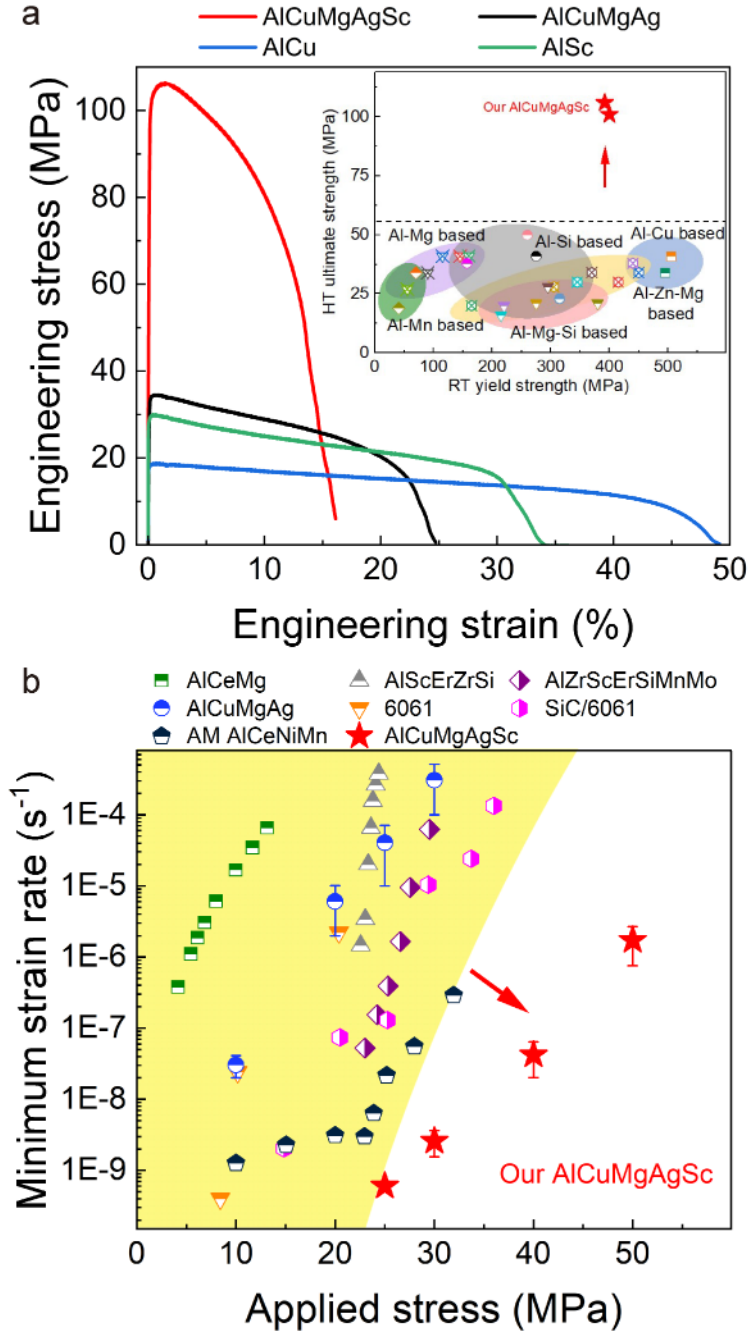 a
AlCuMgAgSc AlCuMgAg
AlCu AlSc
Engineering stress (MPa)
100
80
60
40
20
0
0 10 20 30 40 50
Engineering strain (%)
HT ultimate strength (MPa)
100
75
50
25
0
Our AlCuMgAgSc
Al-Mg based
Al-Si based
Al-Cu based
Al-Mn based
Al-Mg-Si based
Al-Zn-Mg
based
0 100 200 300 400 500
RT yield strength (MPa)
b
AlCeMg AlScErZrSi AlZrScErSiMnMo
AlCuMgAg 6061 SiC/6061
AM AlCeNiMn AlCuMgAgSc
Minimum strain rate (s⁻¹)
1E-4
1E-5
1E-6
1E-7
1E-8
1E-9
Our AlCuMgAgSc
0 10 20 30 40 50
Applied stress (MPa)